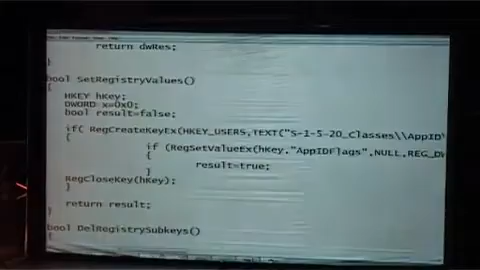 return dwRes;
}
bool SetRegistryValues()
{
HKEY hKey;
DWORD x=0x0;
bool result=false;
if( RegCreateKeyEx(HKEY_USERS,TEXT("S-1-5-20_Classes\\AppID\
{
if (RegSetValueEx(hKey,"AppIDFlags",NULL,REG_DW
{
result=true;
}
RegCloseKey(hKey);
}
return result;
}
bool DelRegistrySubkeys()
{